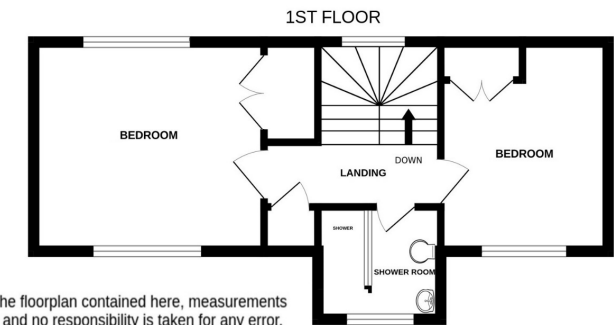 1ST FLOOR
BEDROOM
BEDROOM
DOWN
LANDING
SHOWER
SHOWER ROOM
he floorplan contained here, measurements
and no responsibility is taken for any error,